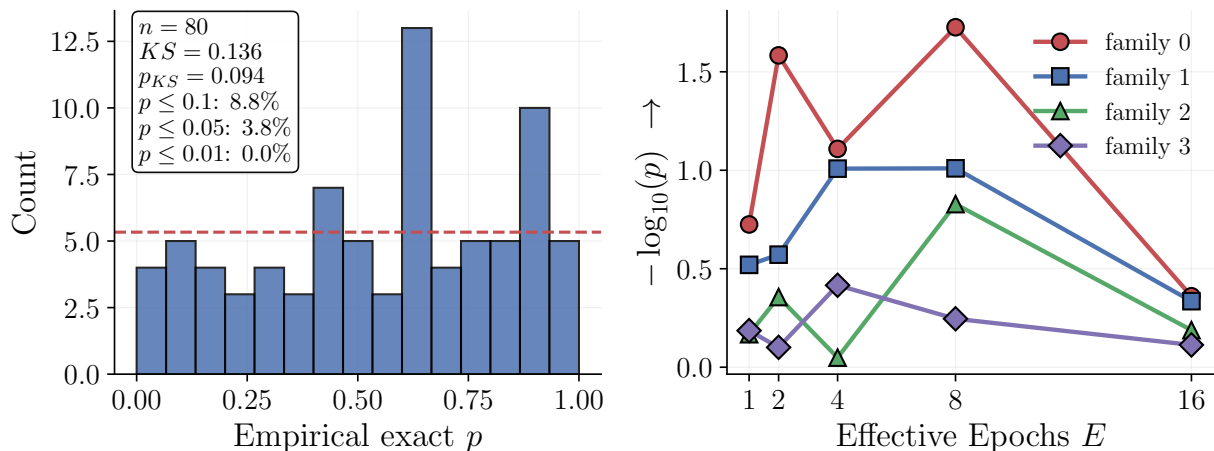 12.5
10.0
7.5
5.0
2.5
0.0
Count
n = 80
KS = 0.136
p_{KS} = 0.094
p ≤ 0.1: 8.8%
p ≤ 0.05: 3.8%
p ≤ 0.01: 0.0%
0.00 0.25 0.50 0.75 1.00
Empirical exact p
1.5
1.0
0.5
0.0
− log₁₀(p) →
family 0
family 1
family 2
family 3
1 2 4 8 16
Effective Epochs E